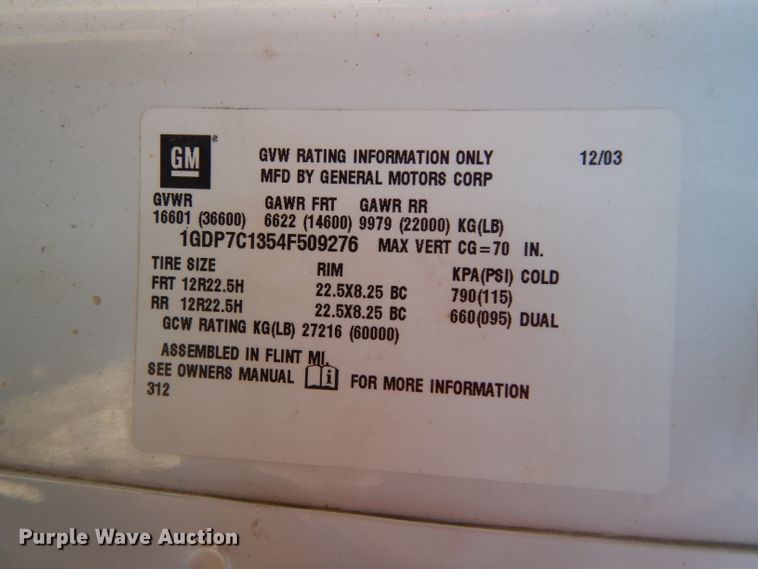 GM®
GVW RATING INFORMATION ONLY 12/03
MFD BY GENERAL MOTORS CORP
GVWR GAWR FRT GAWR RR
16601 (36600) 6622 (14600) 9979 (22000) KG(LB)
1GDP7C1354F509276 MAX VERT CG=70 IN.
TIRE SIZE RIM KPA(PSI) COLD
FRT 12R22.5H 22.5X8.25 BC 790(115)
RR 12R22.5H 22.5X8.25 BC 660(095) DUAL
GCW RATING KG(LB) 27216 (60000)
ASSEMBLED IN FLINT MI.
SEE OWNERS MANUAL FOR MORE INFORMATION
312
Purple Wave Auction